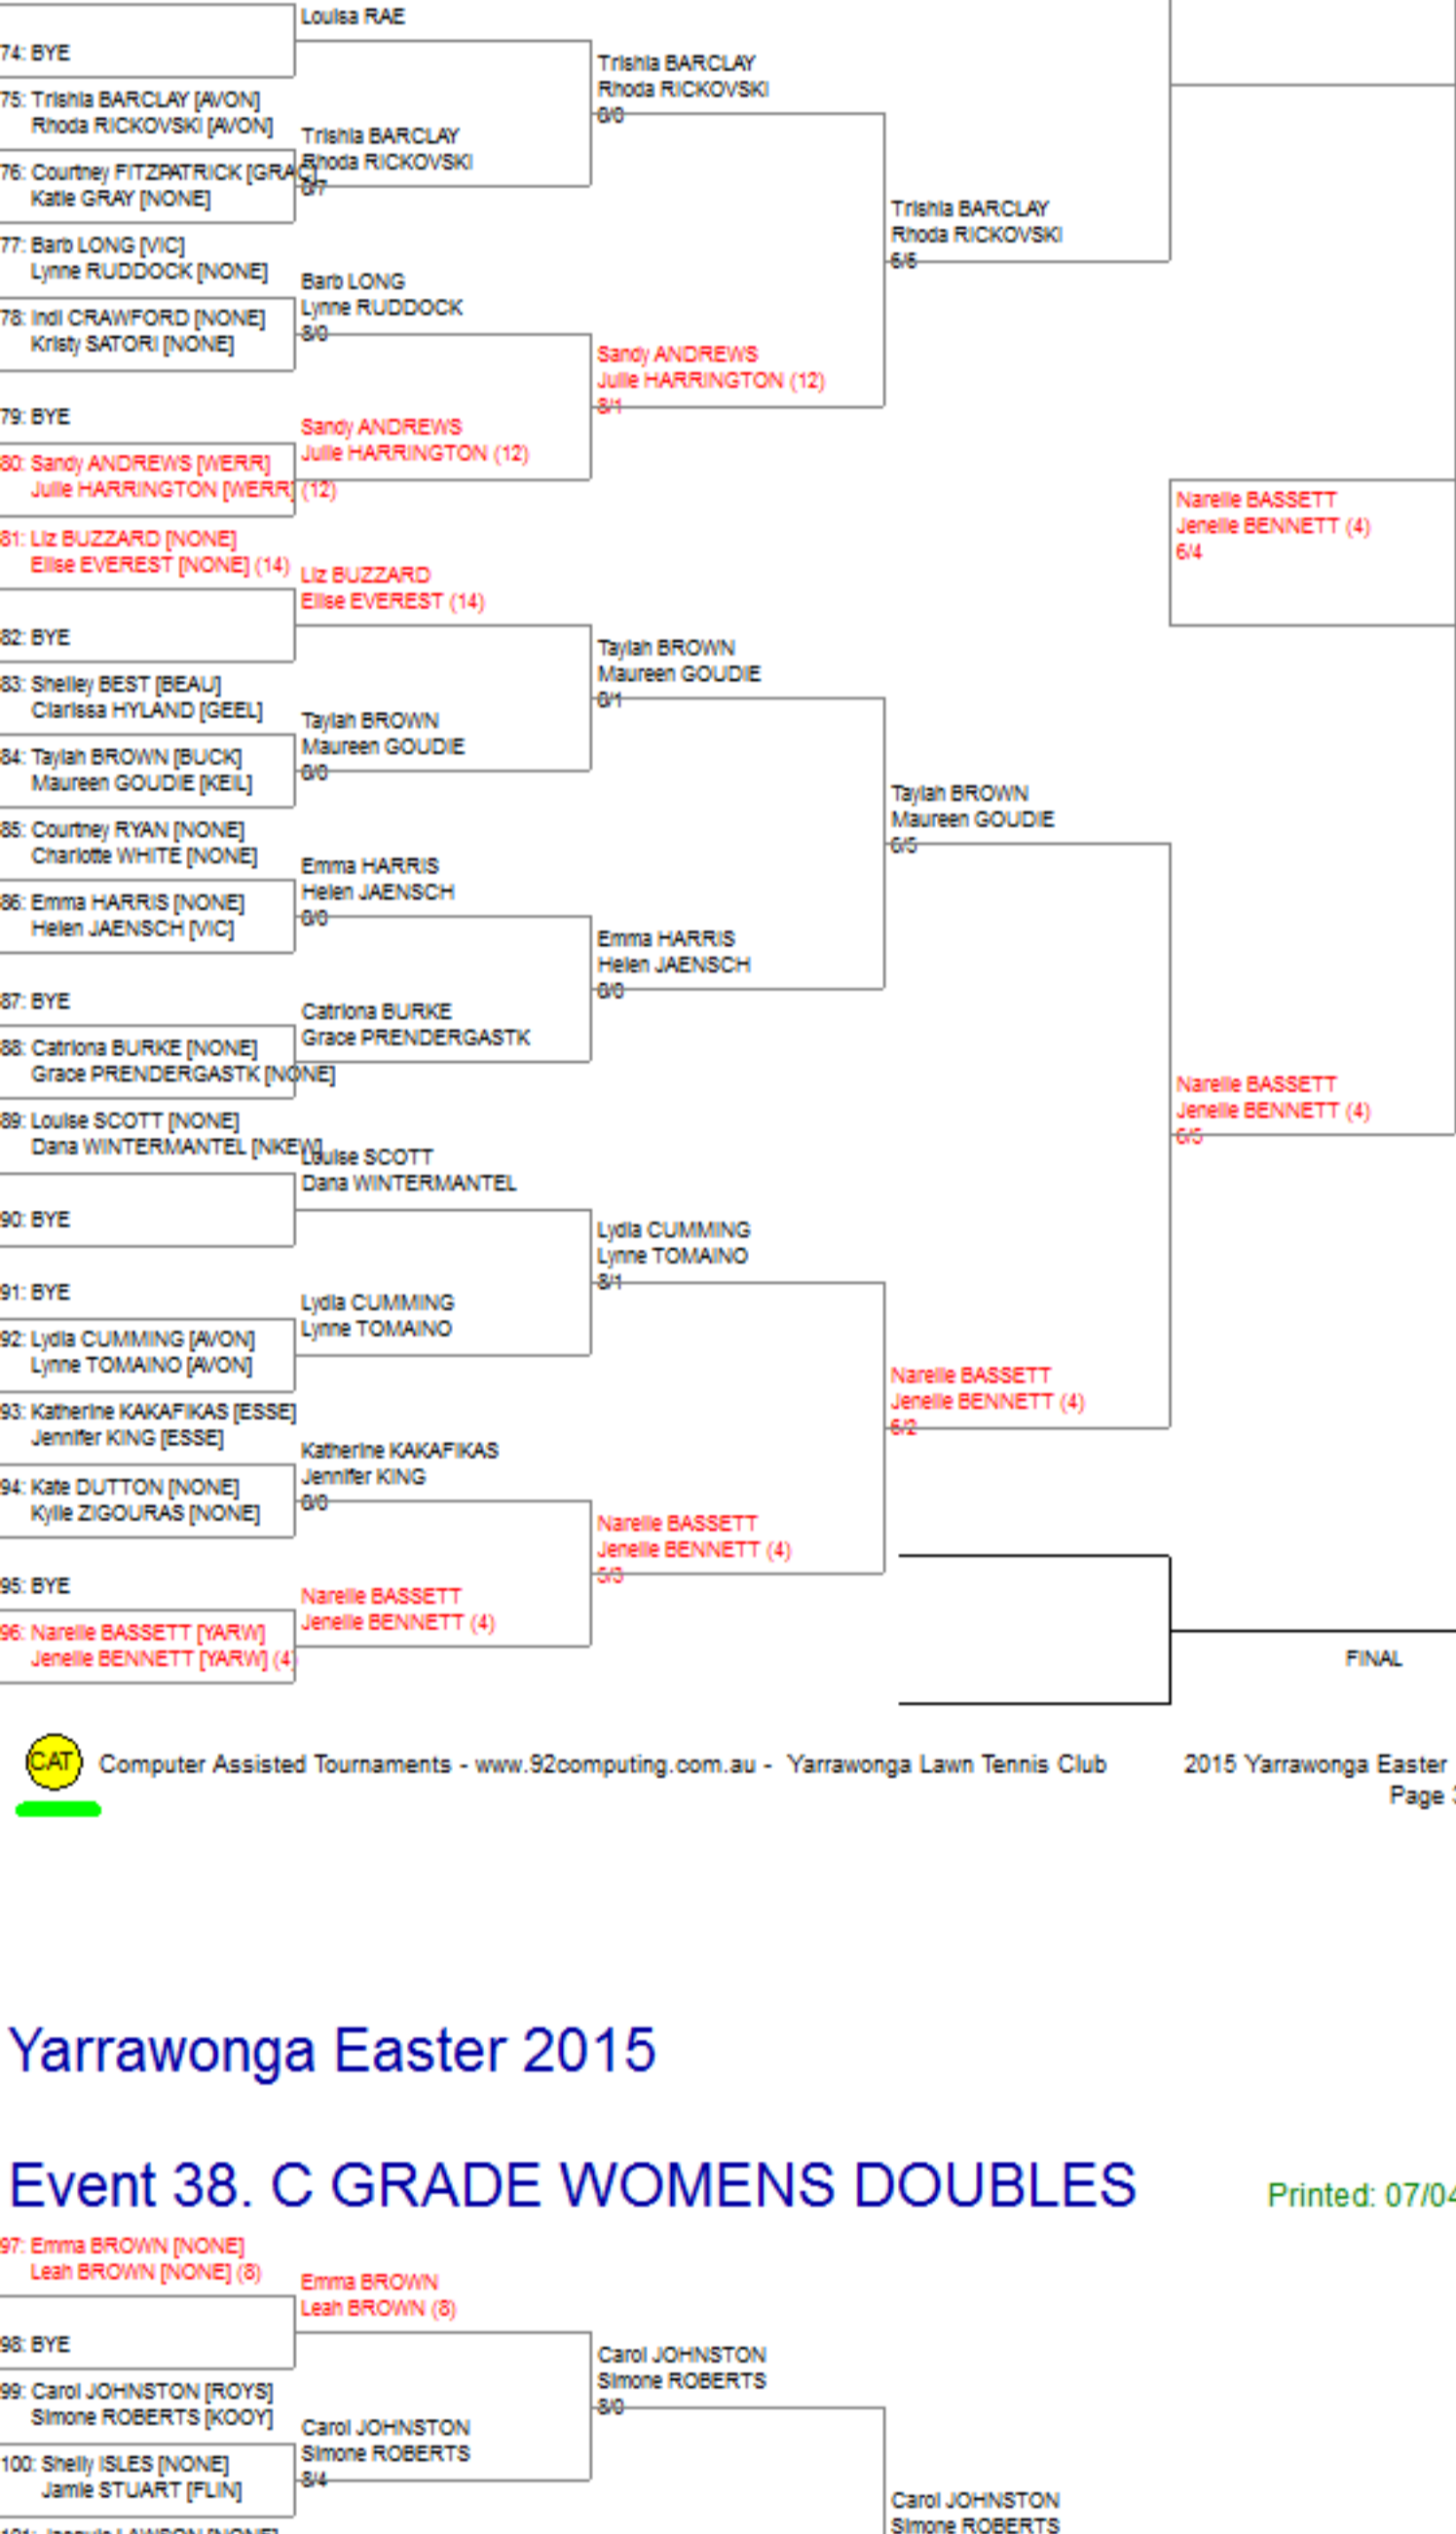 Louisa RAE
74: BYE
Trishia BARCLAY
Rhoda RICKOVSKI
75: Trishia BARCLAY [AVON]
Rhoda RICKOVSKI [AVON]
Trishia BARCLAY
Rhoda RICKOVSKI
76: Courtney FITZPATRICK [GRAC]
Katie GRAY [NONE]
Trishia BARCLAY
Rhoda RICKOVSKI
6/6
77: Barb LONG [VIC]
Lynne RUDDOCK [NONE]
Barb LONG
Lynne RUDDOCK
8/0
78: Indi CRAWFORD [NONE]
Kristy SATORI [NONE]
Sandy ANDREWS
Julie HARRINGTON (12)
8/1
79: BYE
Sandy ANDREWS
Julie HARRINGTON (12)
80: Sandy ANDREWS [WERR]
Julie HARRINGTON [WERR] (12)
Narelle BASSETT
Jenelle BENNETT (4)
6/4
81: Liz BUZZARD [NONE]
Elise EVEREST [NONE] (14)
Liz BUZZARD
Elise EVEREST (14)
82: BYE
Taylah BROWN
Maureen GOUDIE
83: Shelley BEST [BEAU]
Clarissa HYLAND [GEEL]
Taylah BROWN
Maureen GOUDIE
84: Taylah BROWN [BUCK]
Maureen GOUDIE [KEIL]
Taylah BROWN
Maureen GOUDIE
6/5
85: Courtney RYAN [NONE]
Charlotte WHITE [NONE]
Emma HARRIS
Helen JAENSCH
86: Emma HARRIS [NONE]
Helen JAENSCH [VIC]
Emma HARRIS
Helen JAENSCH
87: BYE
Catriona BURKE
Grace PRENDERGASTK
88: Catriona BURKE [NONE]
Grace PRENDERGASTK [NONE]
Narelle BASSETT
Jenelle BENNETT (4)
6/5
89: Louise SCOTT [NONE]
Dana WINTERMANTEL [NKEW]
Louise SCOTT
Dana WINTERMANTEL
90: BYE
Lydia CUMMING
Lynne TOMAINO
8/1
91: BYE
Lydia CUMMING
Lynne TOMAINO
92: Lydia CUMMING [AVON]
Lynne TOMAINO [AVON]
Narelle BASSETT
Jenelle BENNETT (4)
6/2
93: Katherine KAKAFIKAS [ESSE]
Jennifer KING [ESSE]
Katherine KAKAFIKAS
Jennifer KING
94: Kate DUTTON [NONE]
Kylie ZIGOURAS [NONE]
Narelle BASSETT
Jenelle BENNETT (4)
95: BYE
Narelle BASSETT
Jenelle BENNETT (4)
96: Narelle BASSETT [YARW]
Jenelle BENNETT [YARW] (4)
FINAL
CAT Computer Assisted Tournaments - www.92computing.com.au - Yarrawonga Lawn Tennis Club 2015 Yarrawonga Easter
Page
Yarrawonga Easter 2015
Event 38. C GRADE WOMENS DOUBLES Printed: 07/04
97: Emma BROWN [NONE]
Leah BROWN [NONE] (8)
Emma BROWN
Leah BROWN (8)
98: BYE
Carol JOHNSTON
Simone ROBERTS
8/0
99: Carol JOHNSTON [ROYS]
Simone ROBERTS [KOOY]
Carol JOHNSTON
Simone ROBERTS
8/4
100: Shelly ISLES [NONE]
Jamie STUART [FLIN]
Carol JOHNSTON
Simone ROBERTS